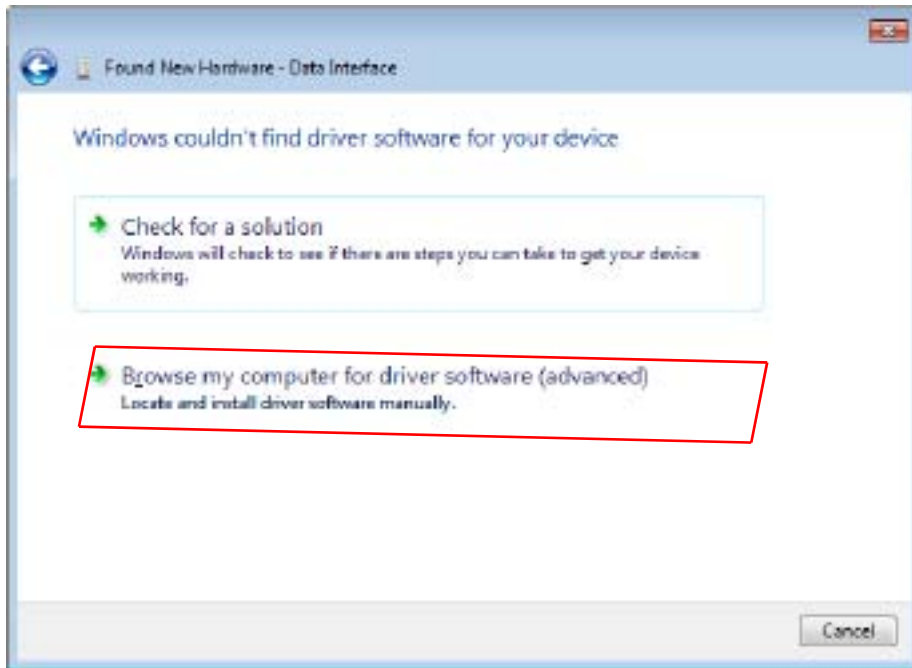 Found New Hardware - Data Interface
Windows couldn't find driver software for your device
Check for a solution
Windows will check to see if there are steps you can take to get your device
working.
Browse my computer for driver software (advanced)
Locate and install driver software manually.
Cancel